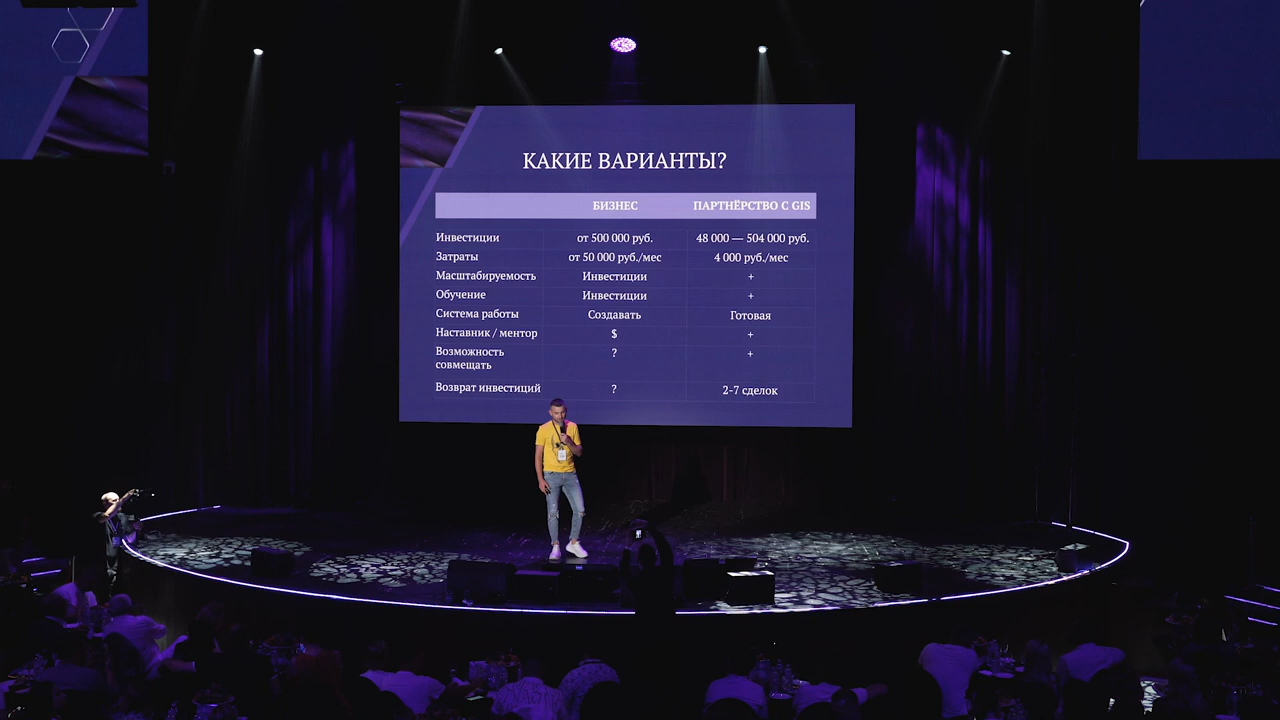 КАКИЕ ВАРИАНТЫ?
БИЗНЕС ПАРТНЁРСТВО С GIS
Инвестиции от 500 000 руб. 48 000 — 504 000 руб.
Затраты от 50 000 руб./мес 4 000 руб./мес
Масштабируемость Инвестиции +
Обучение Инвестиции +
Система работы Создавать Готовая
Наставник / ментор $ +
Возможность ? +
совмещать
Возврат инвестиций ? 2-7 сделок